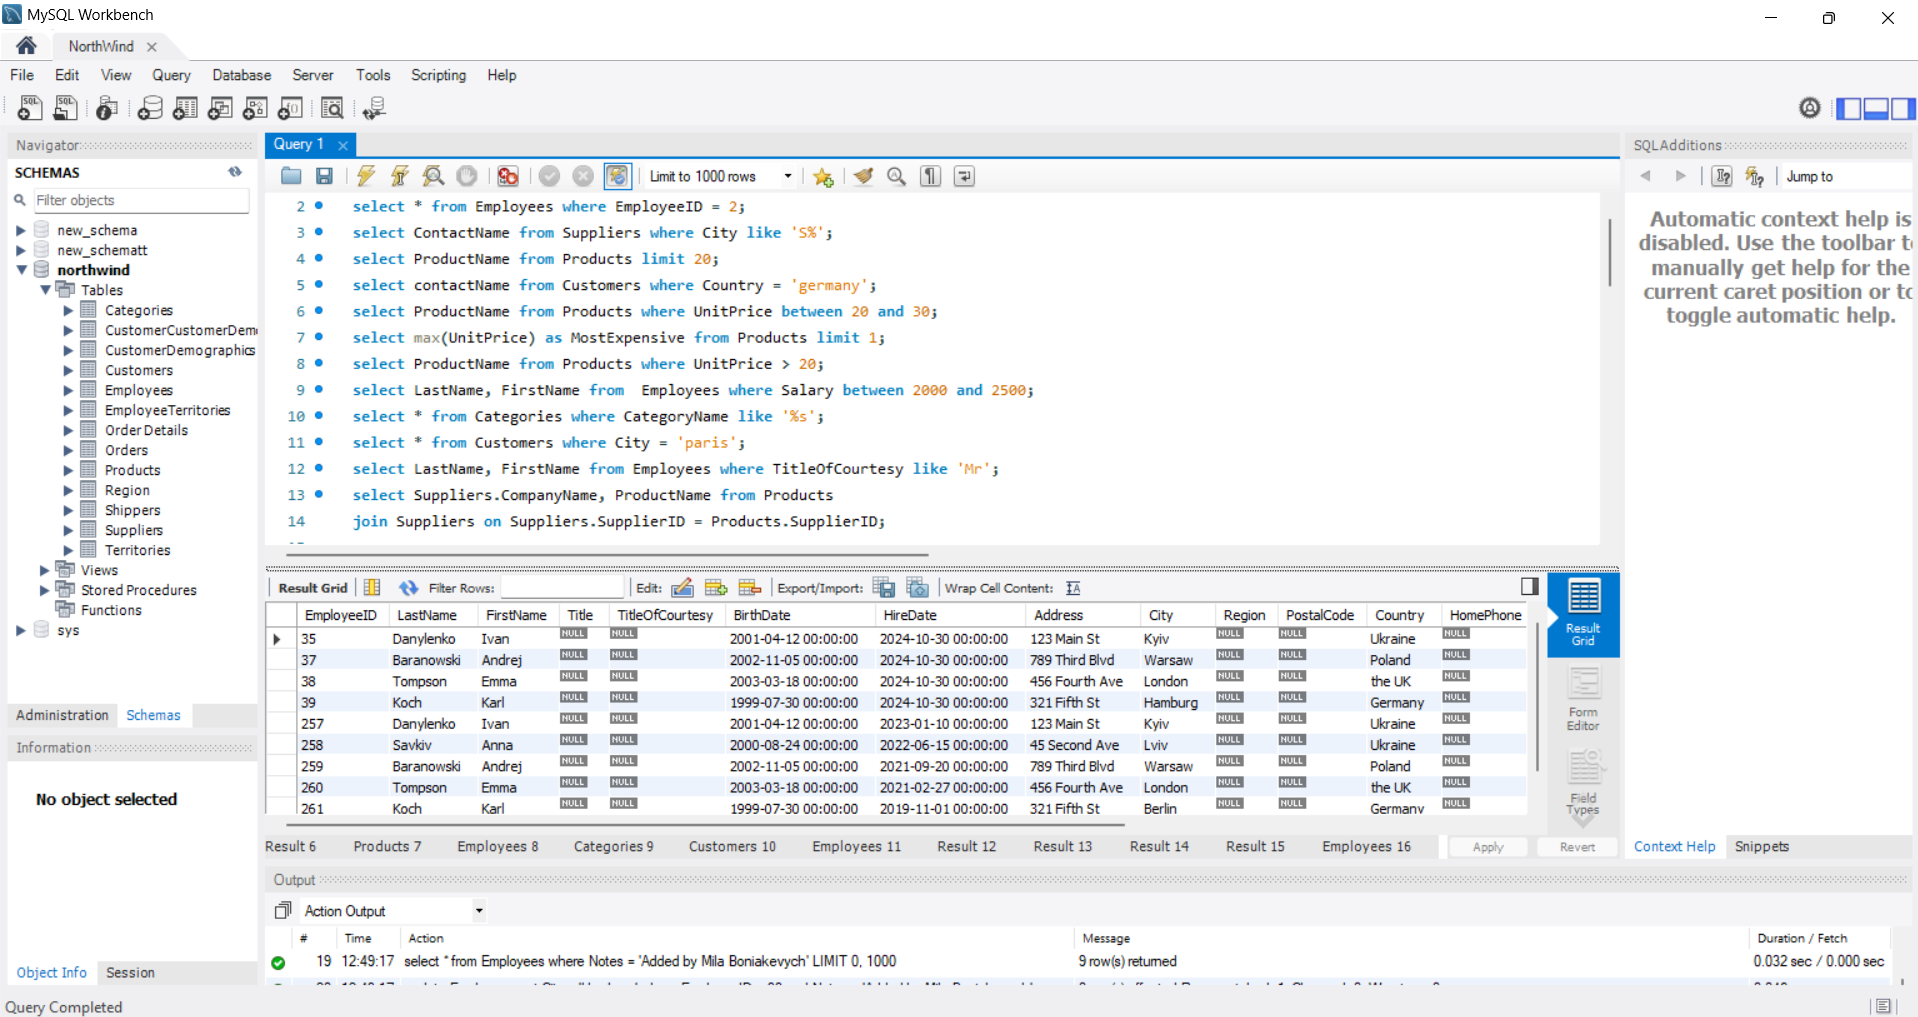 MySQL Workbench
NorthWind
File Edit View Query Database Server Tools Scripting Help
Navigator
SCHEMAS
Filter objects
new_schema
new_schematt
northwind
Tables
Categories
CustomerCustomerDem
CustomerDemographics
Customers
Employees
EmployeeTerritories
OrderDetails
Orders
Products
Region
Shippers
Suppliers
Territories
Views
Stored Procedures
Functions
sys
Administration Schemas
Information
No object selected
Object Info Session
Query Completed
Query 1
Limit to 1000 rows
2 select * from Employees where EmployeeID = 2;
3 select ContactName from Suppliers where City like 'S%';
4 select ProductName from Products limit 20;
5 select contactName from Customers where Country = 'germany';
6 select ProductName from Products where UnitPrice between 20 and 30;
7 select max(UnitPrice) as MostExpensive from Products limit 1;
8 select ProductName from Products where UnitPrice > 20;
9 select LastName, FirstName from  Employees where Salary between 2000 and 2500;
10 select * from Categories where CategoryName like '%s';
11 select * from Customers where City = 'paris';
12 select LastName, FirstName from Employees where TitleOfCourtesy like 'Mr';
13 select Suppliers.CompanyName, ProductName from Products
14 join Suppliers on Suppliers.SupplierID = Products.SupplierID;
Result Grid Filter Rows: Edit: Export/Import: Wrap Cell Content:
EmployeeID LastName FirstName Title TitleOfCourtesy BirthDate HireDate Address City Region PostalCode Country HomePhone
35 Danylenko Ivan NULL NULL 2001-04-12 00:00:00 2024-10-30 00:00:00 123 Main St Kyiv NULL NULL Ukraine NULL
37 Baranowski Andrej NULL NULL 2002-11-05 00:00:00 2024-10-30 00:00:00 789 Third Blvd Warsaw NULL NULL Poland NULL
38 Tompson Emma NULL NULL 2003-03-18 00:00:00 2024-10-30 00:00:00 456 Fourth Ave London NULL NULL the UK NULL
39 Koch Karl NULL NULL 1999-07-30 00:00:00 2024-10-30 00:00:00 321 Fifth St Hamburg NULL NULL Germany NULL
257 Danylenko Ivan NULL NULL 2001-04-12 00:00:00 2023-01-10 00:00:00 123 Main St Kyiv NULL NULL Ukraine NULL
258 Savkiv Anna NULL NULL 2000-08-24 00:00:00 2022-06-15 00:00:00 45 Second Ave Lviv NULL NULL Ukraine NULL
259 Baranowski Andrej NULL NULL 2002-11-05 00:00:00 2021-09-20 00:00:00 789 Third Blvd Warsaw NULL NULL Poland NULL
260 Tompson Emma NULL NULL 2003-03-18 00:00:00 2021-02-27 00:00:00 456 Fourth Ave London NULL NULL the UK NULL
261 Koch Karl NULL NULL 1999-07-30 00:00:00 2019-11-01 00:00:00 321 Fifth St Berlin NULL NULL Germany NULL
Result
Grid
Form
Editor
Field
Types
Result 6 Products 7 Employees 8 Categories 9 Customers 10 Employees 11 Result 12 Result 13 Result 14 Result 15 Employees 16 Apply Revert
Output
Action Output
# Time Action Message Duration / Fetch
19 12:49:17 select * from Employees where Notes = 'Added by Mila Boniakevych' LIMIT 0, 1000 9 row(s) returned 0.032 sec / 0.000 sec
SQLAdditions
Jump to
Automatic context help is
disabled. Use the toolbar t
manually get help for the
current caret position or to
toggle automatic help.
Context Help Snippets